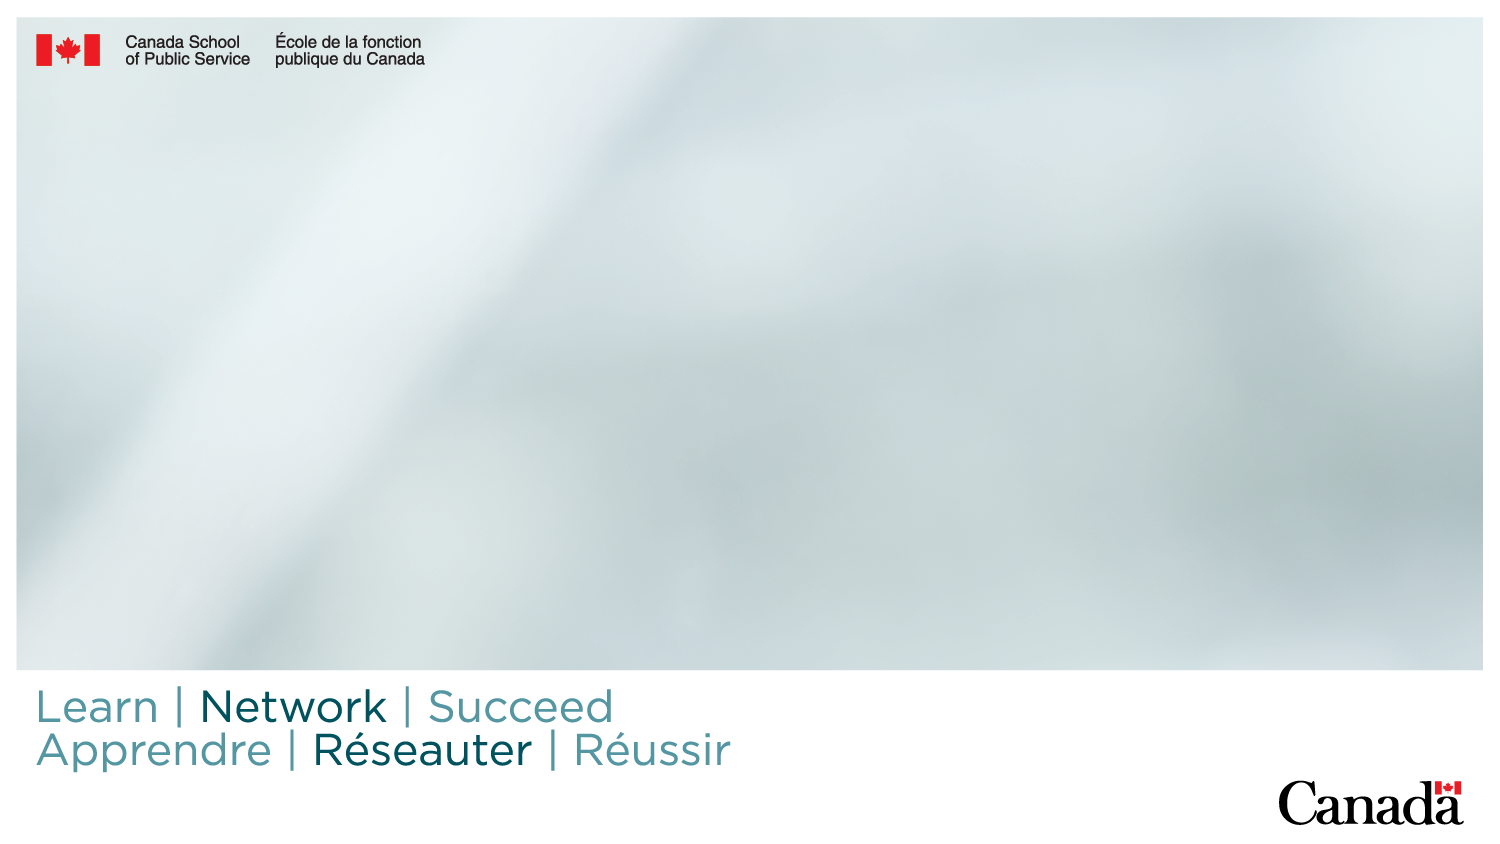 Canada School
of Public Service
École de la fonction
publique du Canada
Learn | Network | Succeed
Apprendre | Réseauter | Réussir
Canada